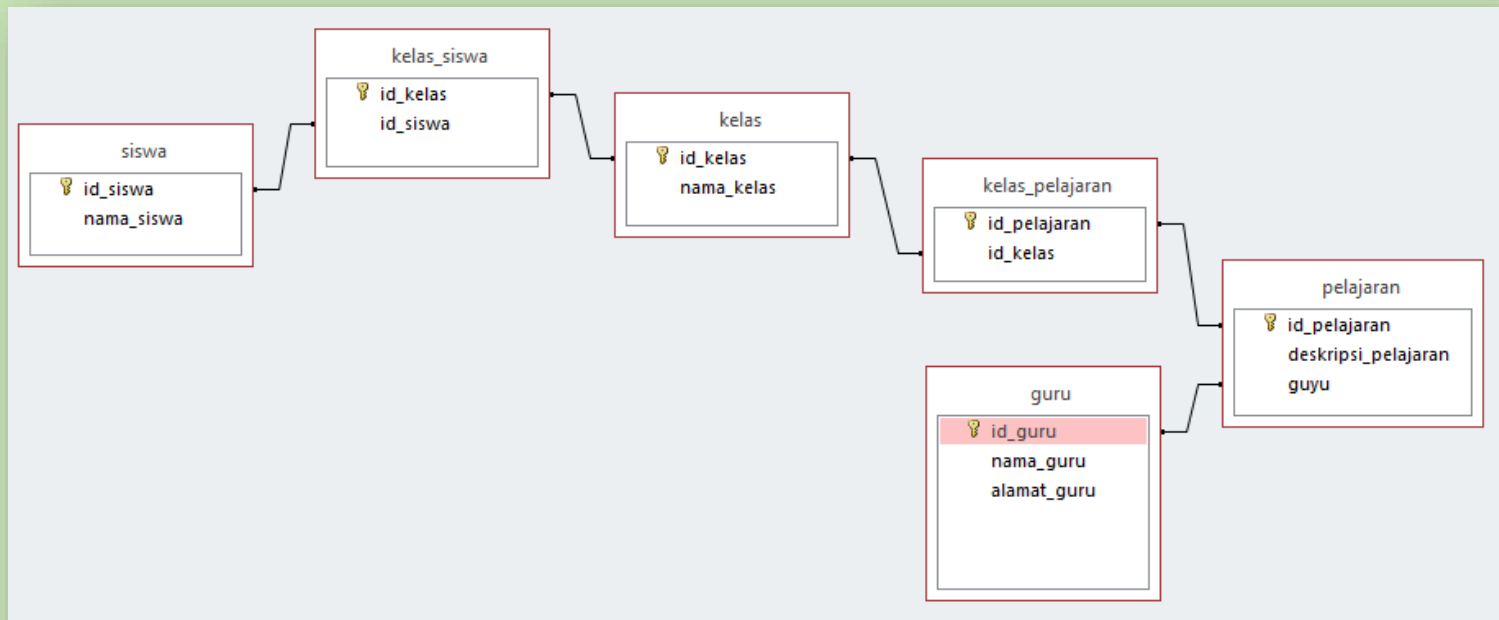 siswa
id_siswa
nama_siswa
kelas_siswa
id_kelas
id_siswa
kelas
id_kelas
nama_kelas
kelas_pelajaran
id_pelajaran
id_kelas
pelajaran
id_pelajaran
deskripsi_pelajaran
guyu
guru
id_guru
nama_guru
alamat_guru